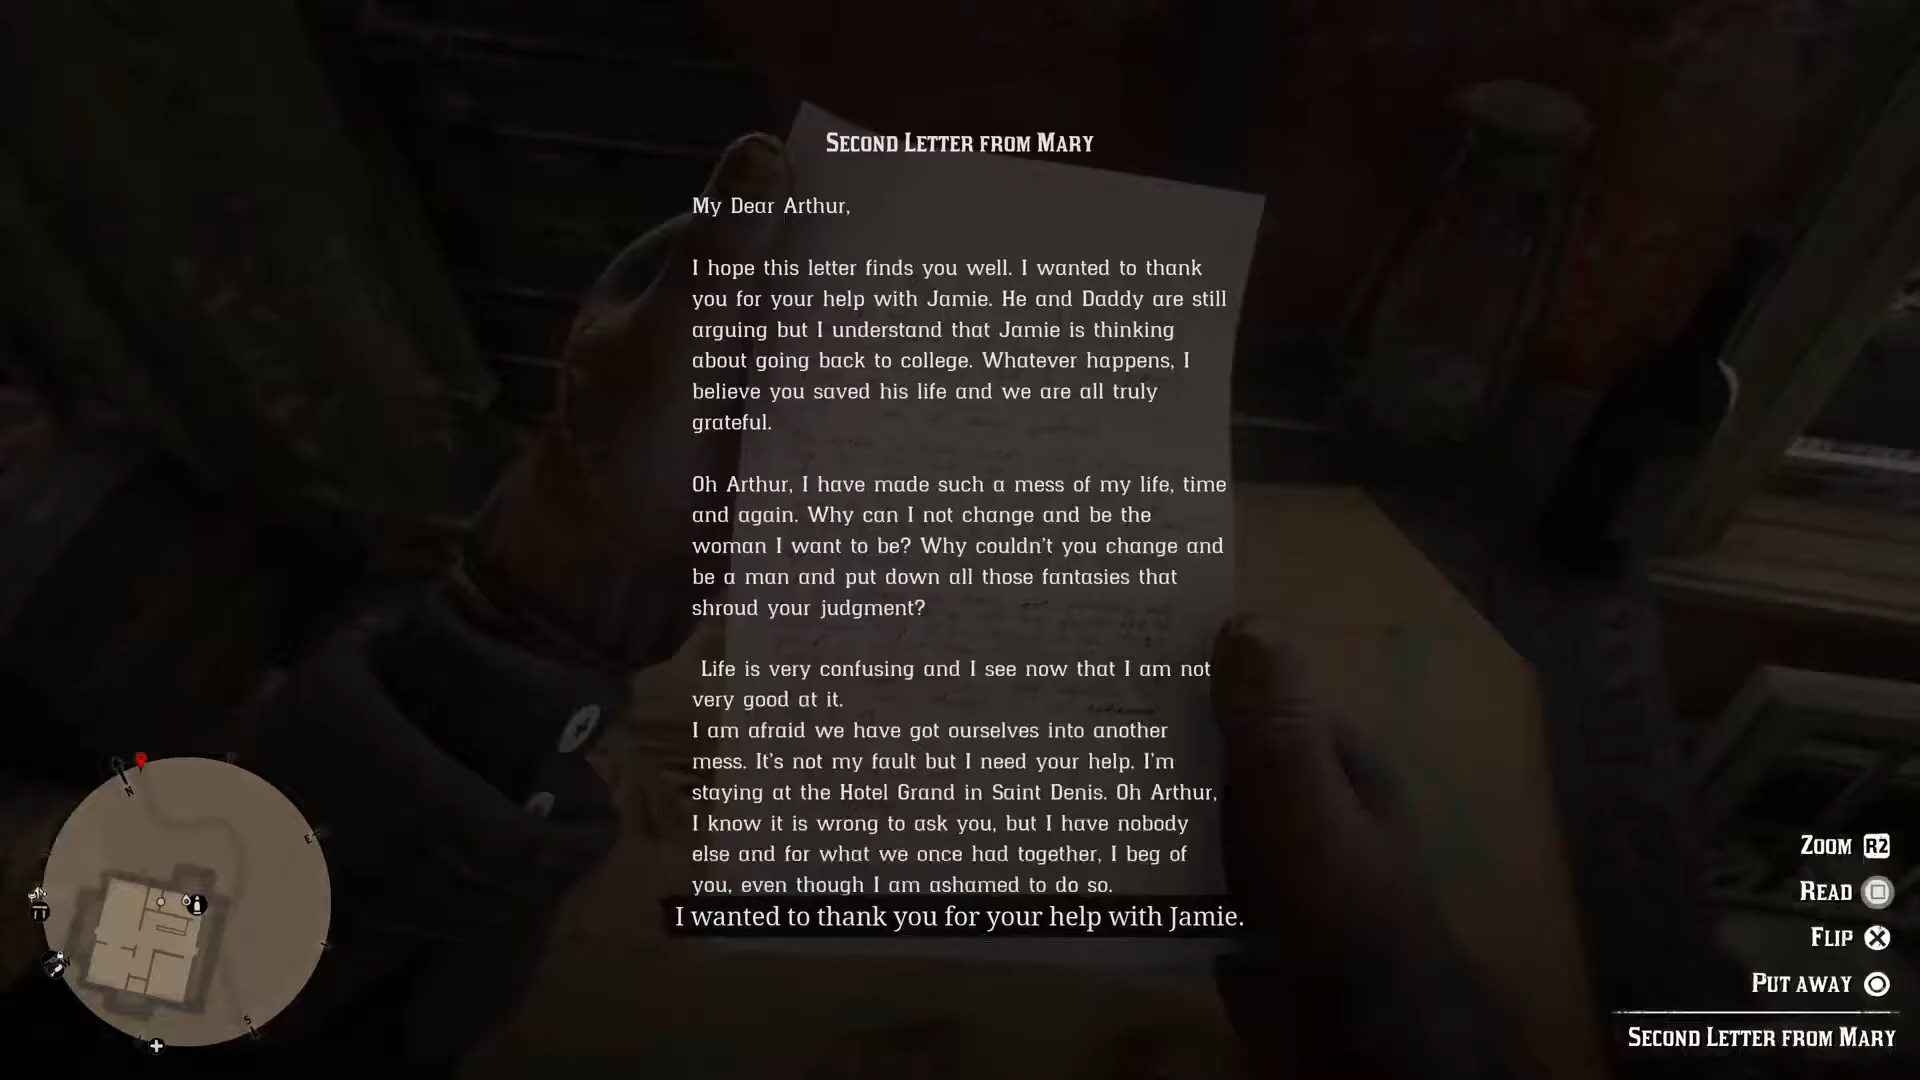 Second Letter from Mary
My Dear Arthur,
I hope this letter finds you well. I wanted to thank
you for your help with Jamie. He and Daddy are still
arguing but I understand that Jamie is thinking
about going back to college. Whatever happens, I
believe you saved his life and we are all truly
grateful.
Oh Arthur, I have made such a mess of my life, time
and again. Why can I not change and be the
woman I want to be? Why couldn't you change and
be a man and put down all those fantasies that
shroud your judgment?
Life is very confusing and I see now that I am not
very good at it.
I am afraid we have got ourselves into another
mess. It's not my fault but I need your help, I'm
staying at the Hotel Grand in Saint Denis. Oh Arthur,
I know it is wrong to ask you, but I have nobody
else and for what we once had together, I beg of
you, even though I am ashamed to do so.
I wanted to thank you for your help with Jamie.
N
E
S
Zoom R2
Read
Flip
Put away
Second Letter from Mary